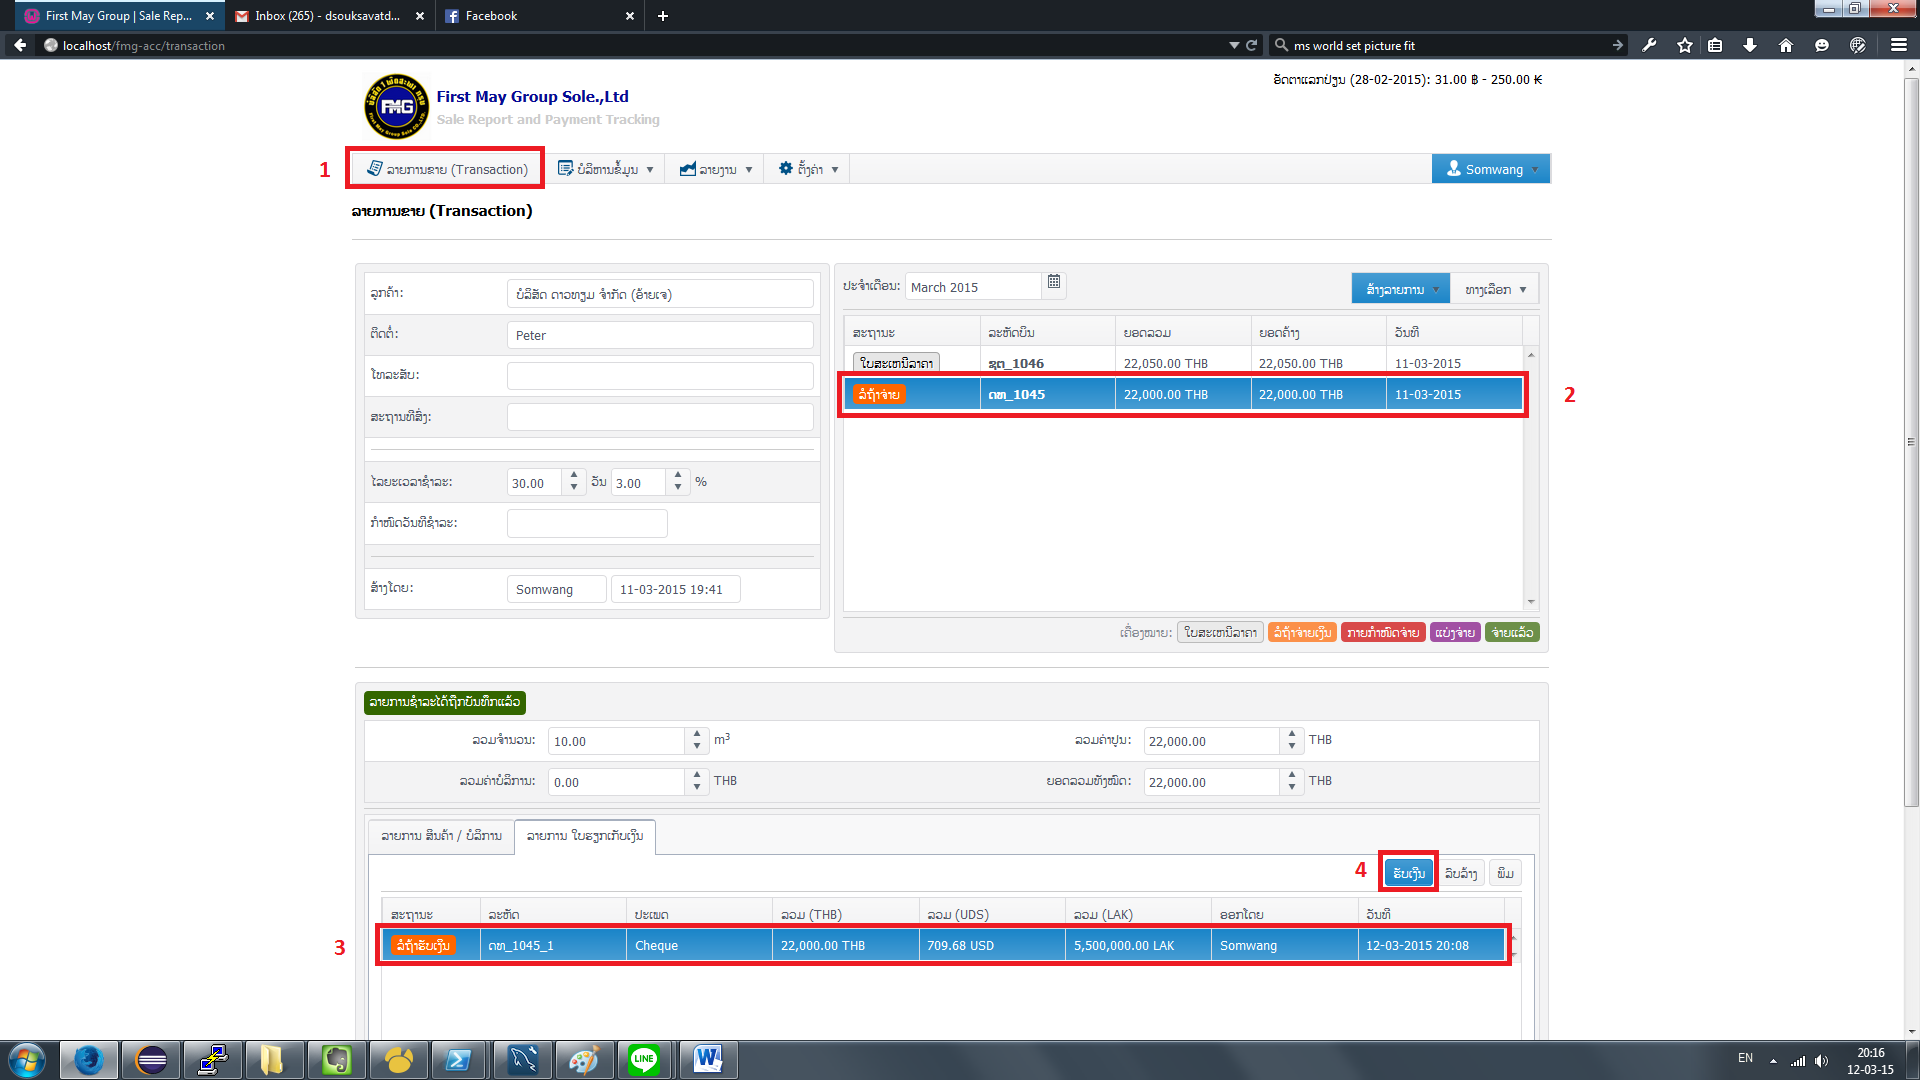 First May Group | Sale Rep...
Inbox (265) - dsouksavatd...
Facebook
localhost/fmg-acc/transaction
ms world set picture fit
ອັດຕາແລກປ່ຽນ (28-02-2015): 31.00 ฿ - 250.00 ₭
FMG
First May Group Sole.,Ltd
Sale Report and Payment Tracking
1
ລາຍການຂາຍ (Transaction)
ບໍລິຫານຂໍ້ມູນ
ລາຍງານ
ຕັ້ງຄ່າ
Somwang
ລາຍການຂາຍ (Transaction)
ລູກຄ້າ:
ບໍລິສັດ ດາວທຽມ ຈຳກັດ (ອ້າຍເຈ)
ຕິດຕໍ່:
Peter
ໂທລະສັບ:
ສະຖານທີ່ສົ່ງ:
ໄລຍະເວລາຊຳລະ:
30.00
ວັນ
3.00
%
ກຳໜົດວັນທີຊຳລະ:
ສ້າງໂດຍ:
Somwang
11-03-2015 19:41
ປະຈຳເດືອນ:
March 2015
ສ້າງລາຍການ
ທາງເລືອກ
ສະຖານະ ລະຫັດບິນ ຍອດລວມ ຍອດຄ້າງ ວັນທີ
ໃບສະເຫນີລາຄາ ຊຕ_1046 22,050.00 THB 22,050.00 THB 11-03-2015
ລໍຖ້າຈ່າຍ ດທ_1045 22,000.00 THB 22,000.00 THB 11-03-2015
2
ເຄື່ອງໝາຍ: ໃບສະເຫນີລາຄາ ລໍຖ້າຈ່າຍເງິນ ກາຍກຳໜົດຈ່າຍ ແບ່ງຈ່າຍ ຈ່າຍແລ້ວ
ລາຍການຊຳລະໄດ້ຖືກບັນທຶກແລ້ວ
ລວມຈຳນວນ: 10.00 m³
ລວມຄ່າປູນ: 22,000.00 THB
ລວມຄ່າບໍລິການ: 0.00 THB
ຍອດລວມທັງໝົດ: 22,000.00 THB
ລາຍການ ສິນຄ້າ / ບໍລິການ
ລາຍການ ໃບຮຽກເກັບເງິນ
4
ຮັບເງິນ
ລຶບລ້າງ
ພິມ
ສະຖານະ ລະຫັດ ປະເພດ ລວມ (THB) ລວມ (UDS) ລວມ (LAK) ອອກໂດຍ ວັນທີ
3
ລໍຖ້າຮັບເງິນ ດທ_1045_1 Cheque 22,000.00 THB 709.68 USD 5,500,000.00 LAK Somwang 12-03-2015 20:08
LINE
EN
20:16
12-03-15